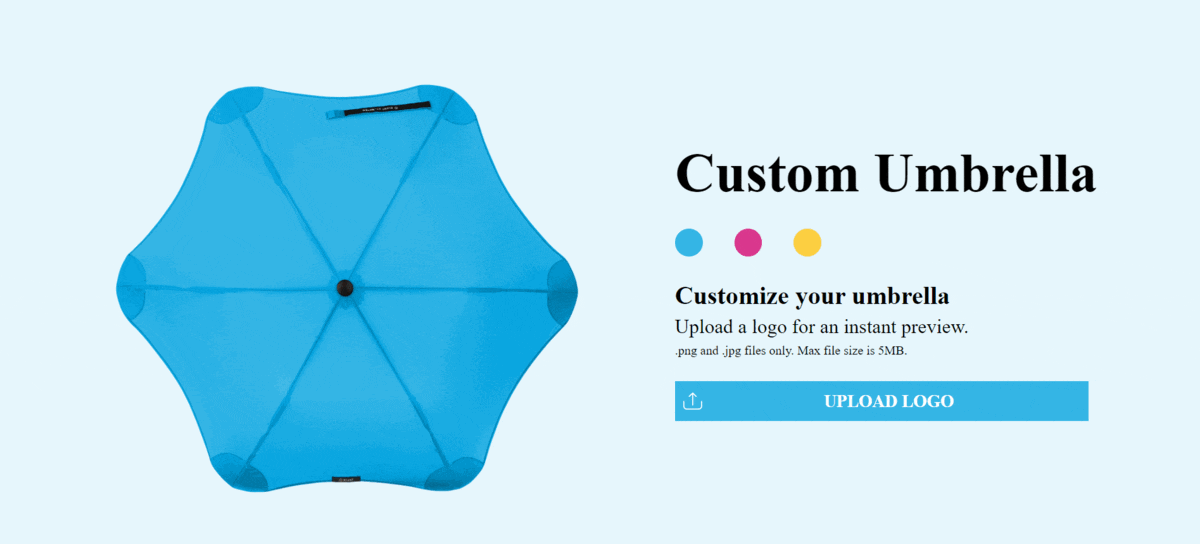 Custom Umbrella
Customize your umbrella
Upload a logo for an instant preview.
.png and .jpg files only. Max file size is 5MB.
UPLOAD LOGO